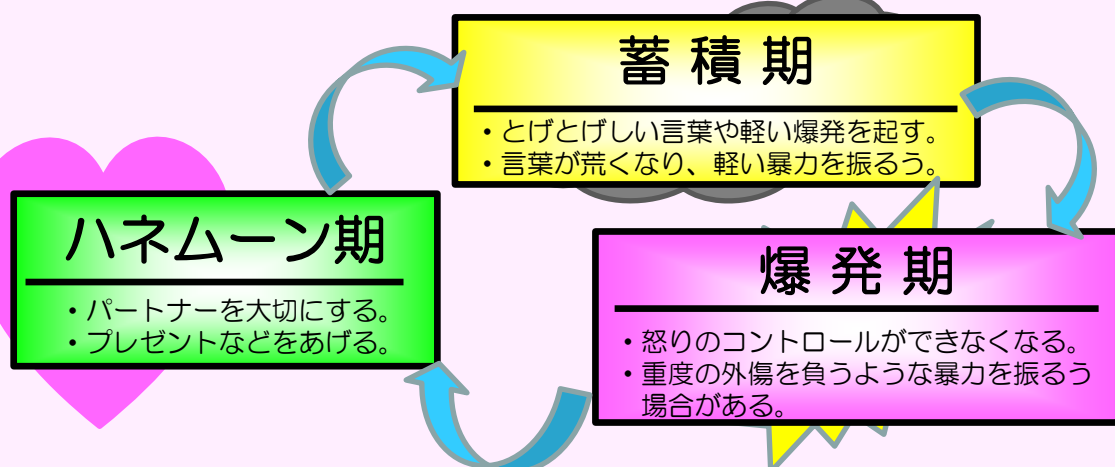 蓄積期
・とげとげしい言葉や軽い爆発を起す。
・言葉が荒くなり、軽い暴力を振るう。
ハネムーン期
・パートナーを大切にする。
・プレゼントなどをあげる。
爆発期
・怒りのコントロールができなくなる。
・重度の外傷を負うような暴力を振るう
場合がある。